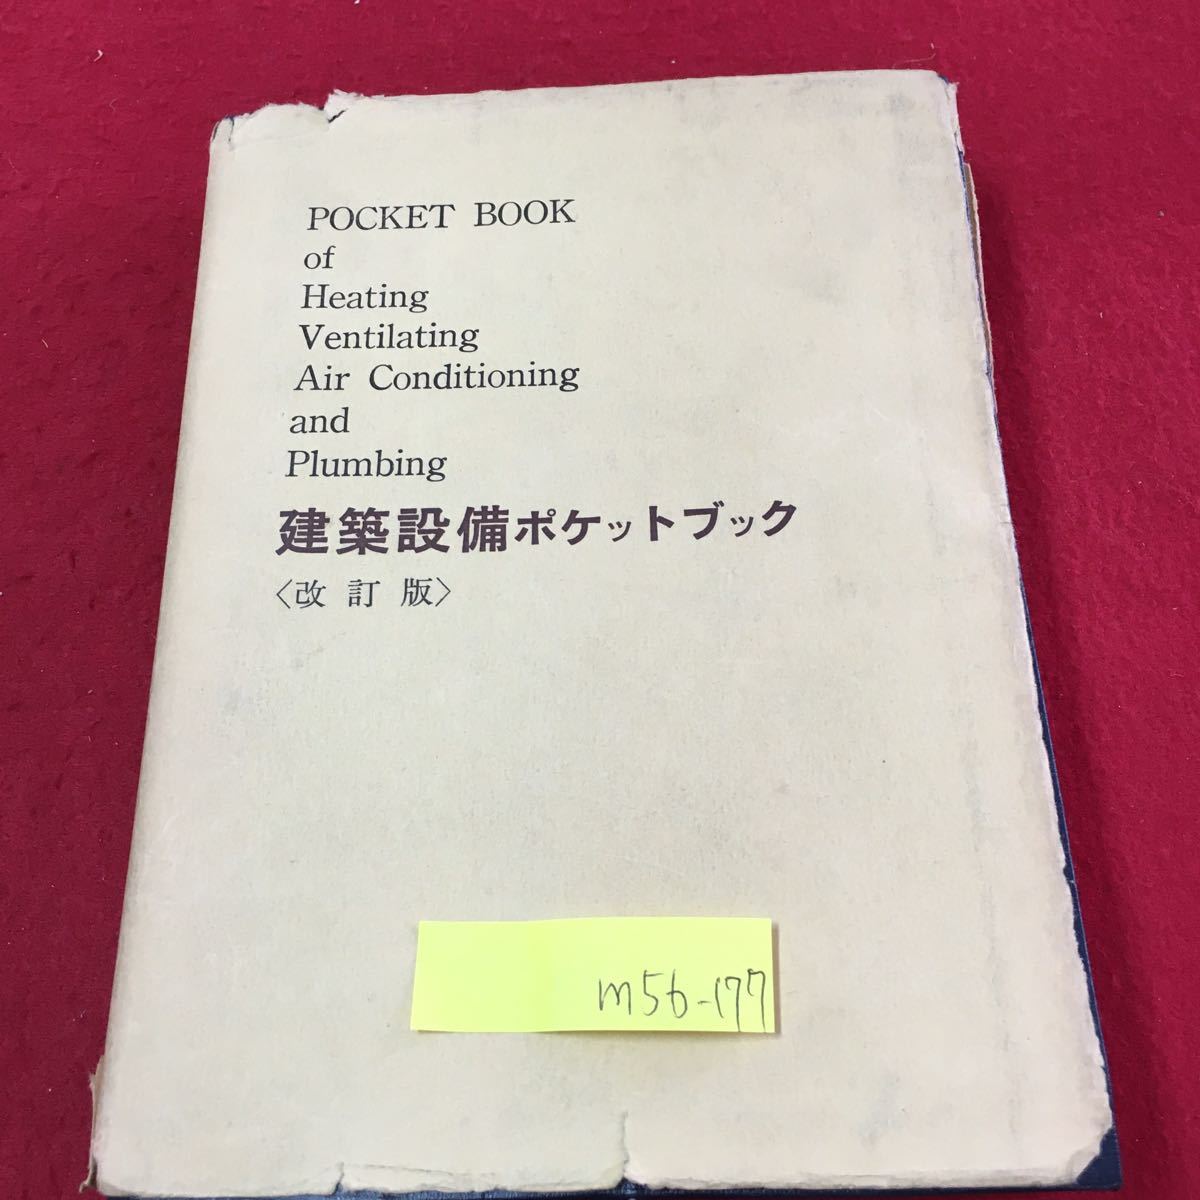 POCKET BOOK
of
Heating
Ventilating
Air Conditioning
and
Plumbing
建築設備ポケットブック
〈改訂版〉
m56-177